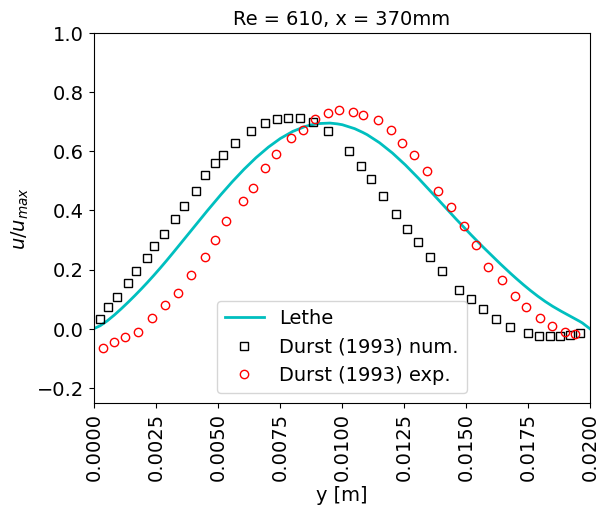 Re = 610, x = 370mm
1.0
0.8
0.6
0.4
0.2
0.0
−0.2
u/u_max
Lethe
Durst (1993) num.
Durst (1993) exp.
0.0000
0.0025
0.0050
0.0075
0.0100
0.0125
0.0150
0.0175
0.0200
y [m]